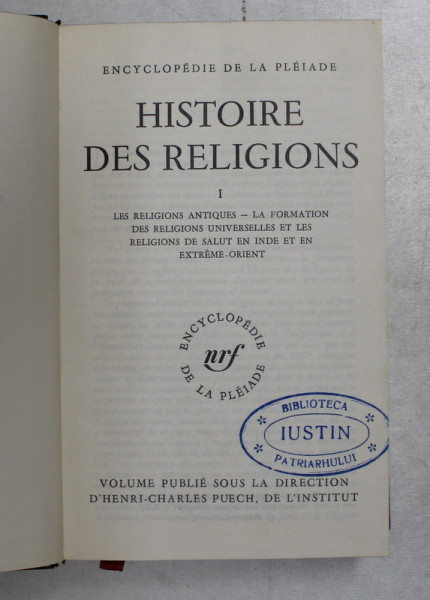 ENCYCLOPÉDIE DE LA PLÉIADE
HISTOIRE
DES RELIGIONS
I
LES RELIGIONS ANTIQUES – LA FORMATION
DES RELIGIONS UNIVERSELLES ET LES
RELIGIONS DE SALUT EN INDE ET EN
EXTRÊME-ORIENT
ENCYCLOPÉDIE
nrf
DE LA PLÉIADE
BIBLIOTECA
IUSTIN
PATRIARHULUI
VOLUME PUBLIÉ SOUS LA DIRECTION
D'HENRI-CHARLES PUECH, DE L'INSTITUT